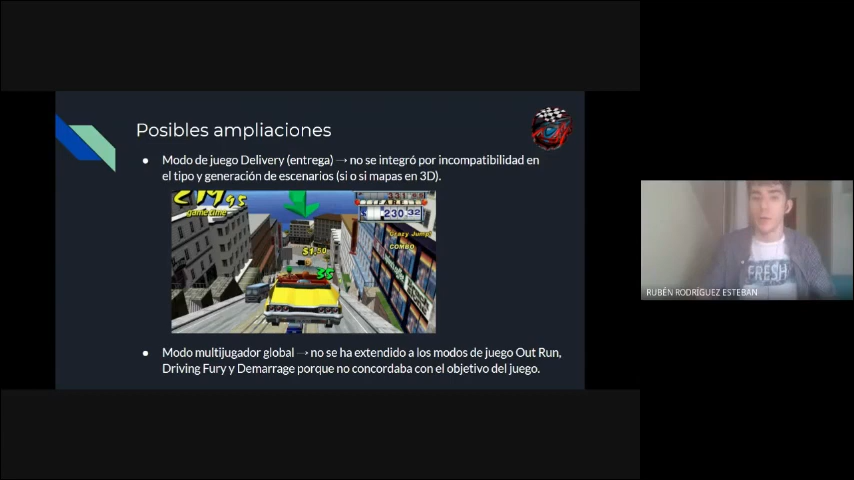 Posibles ampliaciones
● Modo de juego Delivery (entrega) → no se integró por incompatibilidad en
el tipo y generación de escenarios (si o si mapas en 3D).
game time
230 32
Crazy Jump
COMBO
$1.50
35
● Modo multijugador global → no se ha extendido a los modos de juego Out Run,
Driving Fury y Demarrage porque no concordaba con el objetivo del juego.
FRESH
RUBÉN RODRÍGUEZ ESTEBAN